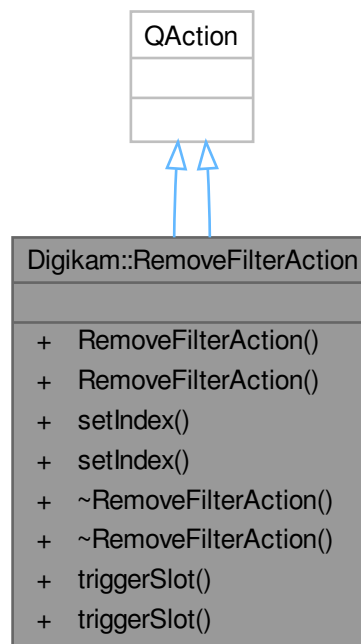 QAction
Digikam::RemoveFilterAction
+ RemoveFilterAction()
+ RemoveFilterAction()
+ setIndex()
+ setIndex()
+ ~RemoveFilterAction()
+ ~RemoveFilterAction()
+ triggerSlot()
+ triggerSlot()